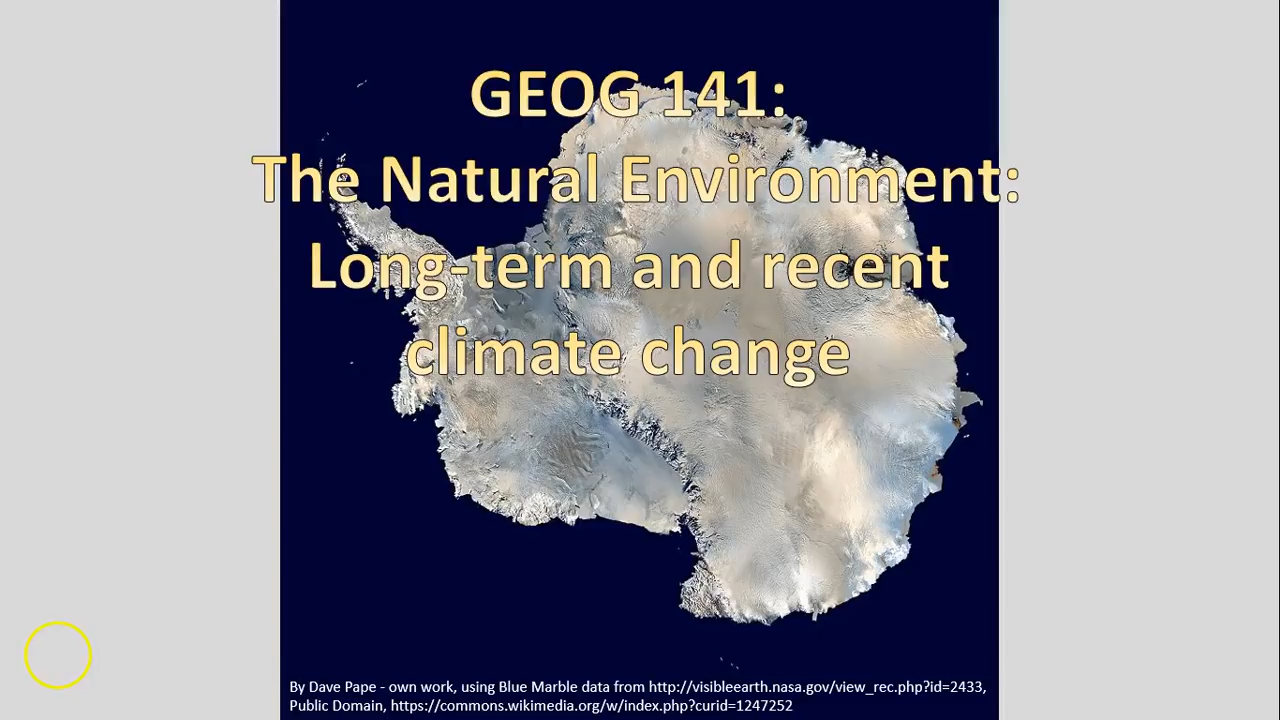 GEOG 141:
The Natural Environment:
Long-term and recent
climate change
By Dave Pape - own work, using Blue Marble data from http://visibleearth.nasa.gov/view_rec.php?id=2433,
Public Domain, https://commons.wikimedia.org/w/index.php?curid=1247252